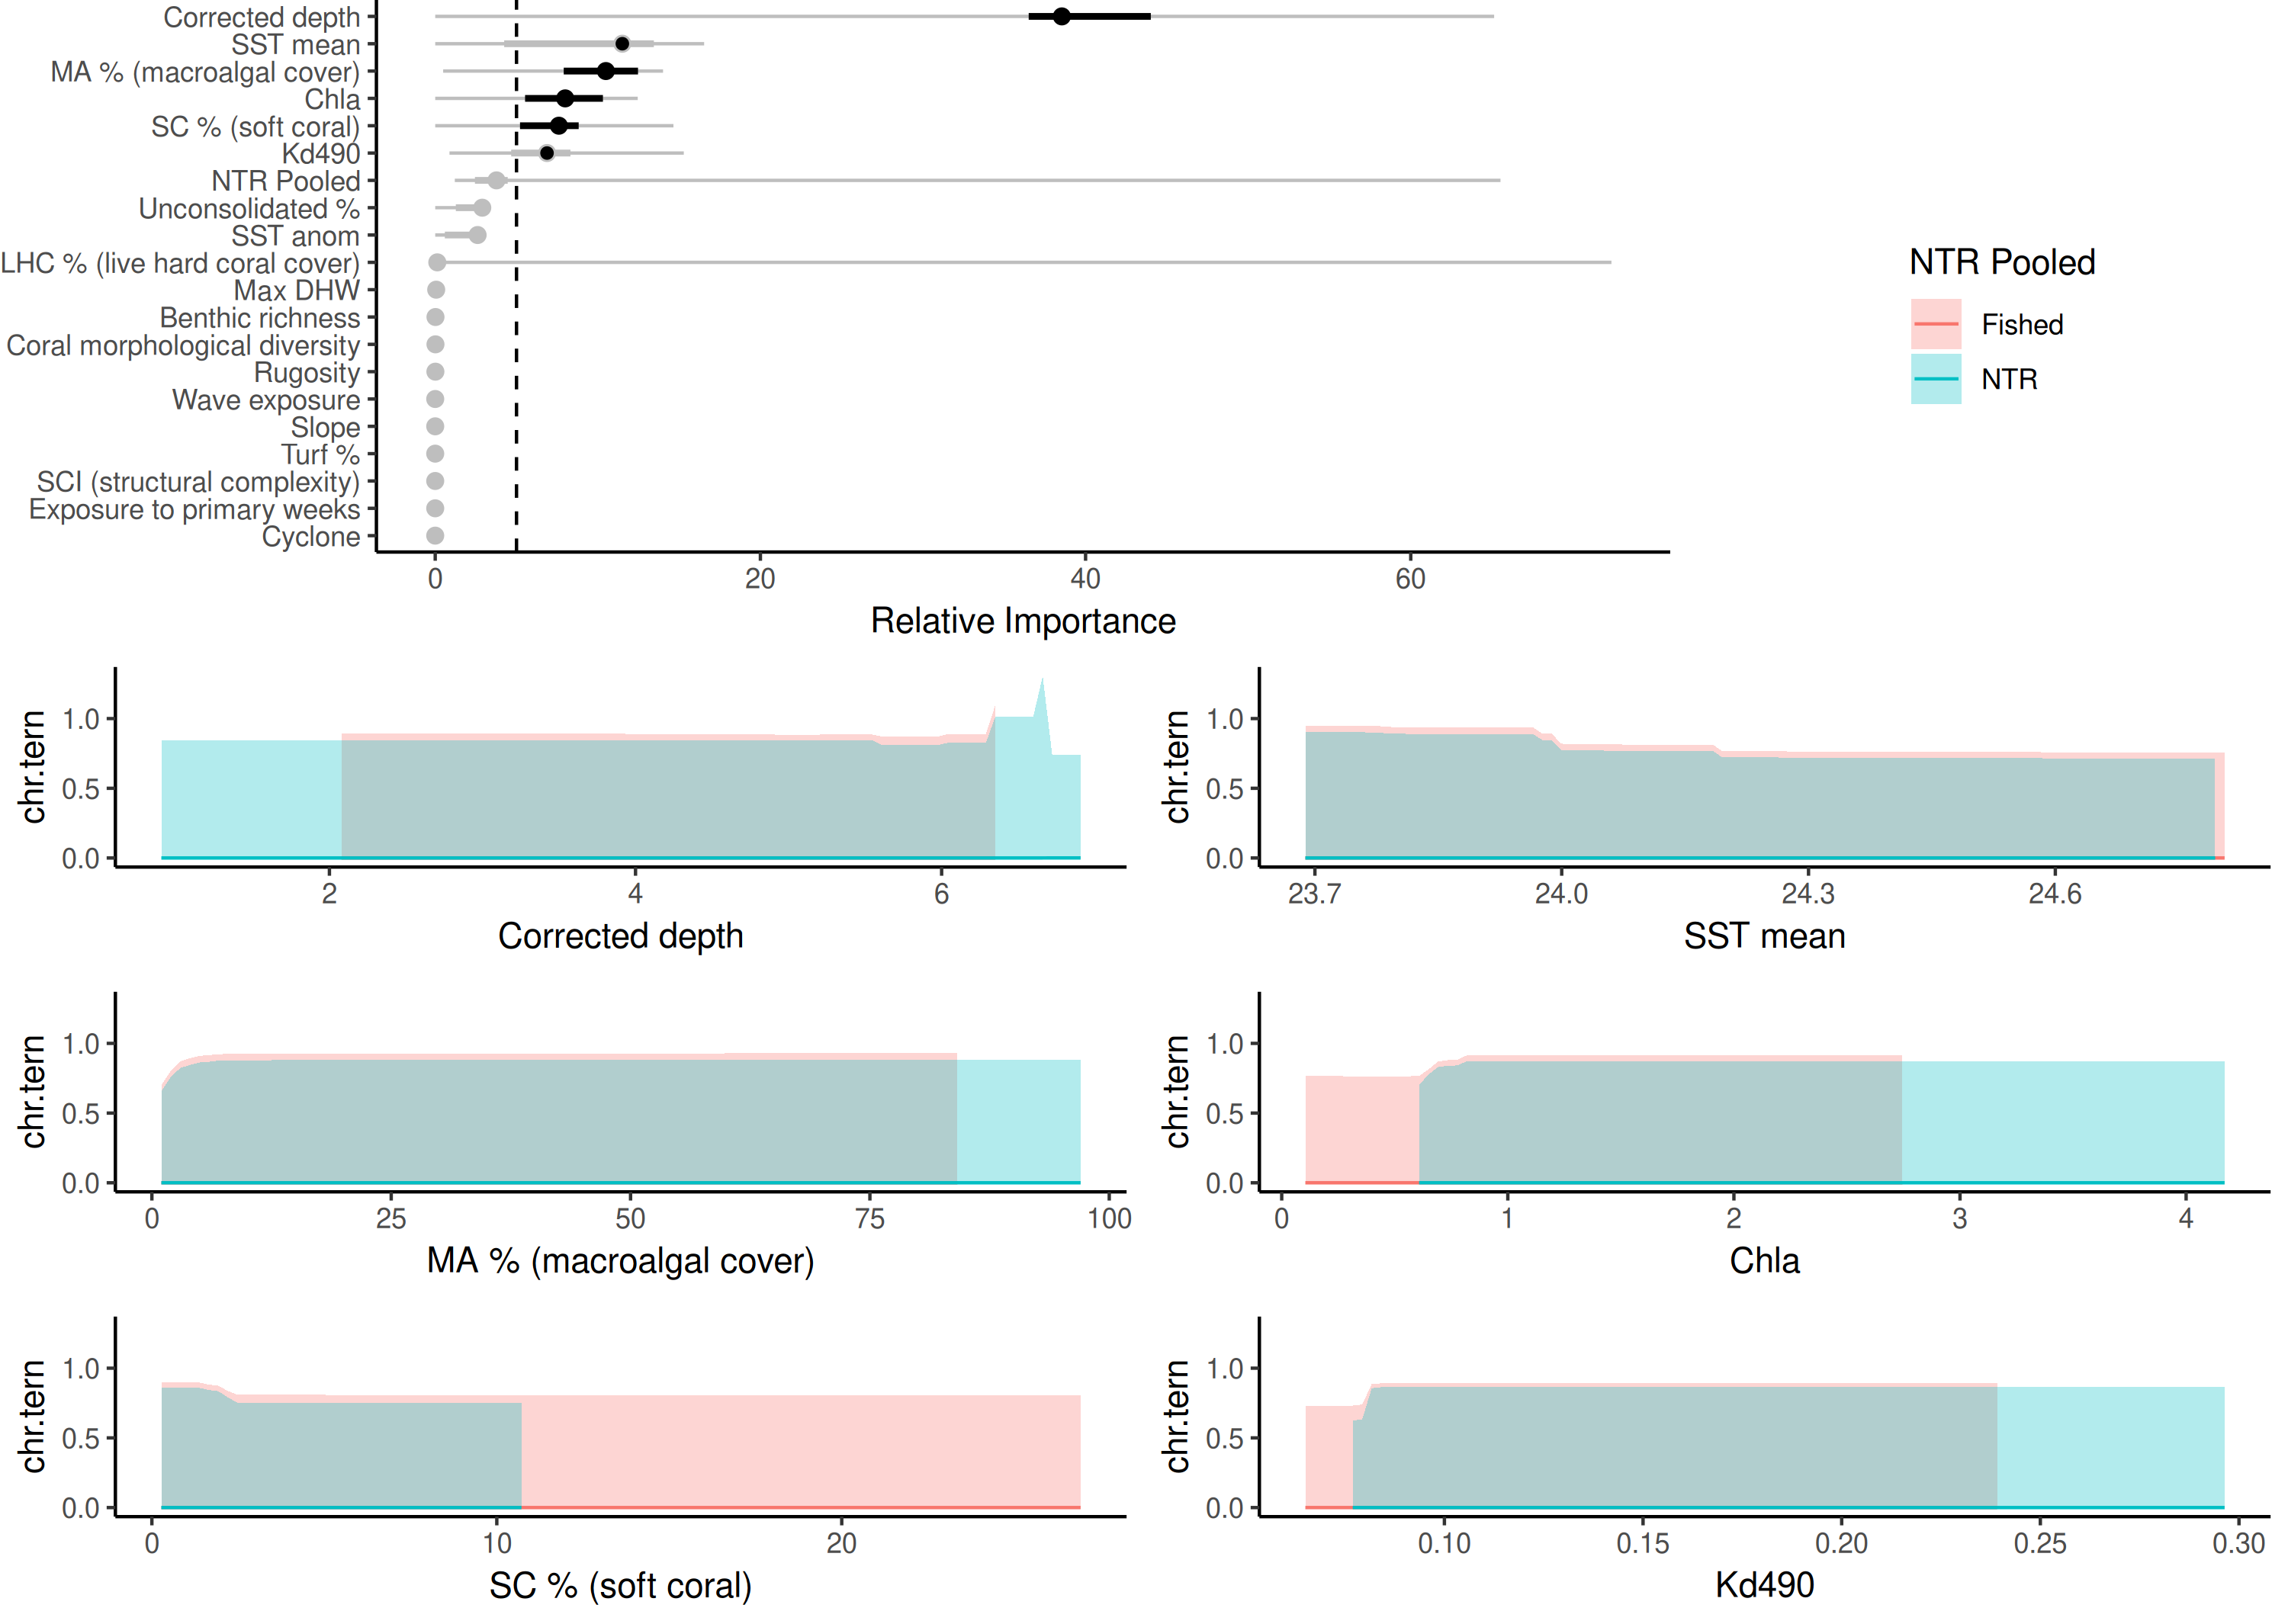 Corrected depth
SST mean
MA % (macroalgal cover)
Chla
SC % (soft coral)
Kd490
NTR Pooled
Unconsolidated %
SST anom
LHC % (live hard coral cover)
Max DHW
Benthic richness
Coral morphological diversity
Rugosity
Wave exposure
Slope
Turf %
SCI (structural complexity)
Exposure to primary weeks
Cyclone
0 20 40 60
Relative Importance
NTR Pooled
Fished
NTR
chr.tern
1.0
0.5
0.0
2 4 6
Corrected depth
chr.tern
1.0
0.5
0.0
23.7 24.0 24.3 24.6
SST mean
chr.tern
1.0
0.5
0.0
0 25 50 75 100
MA % (macroalgal cover)
chr.tern
1.0
0.5
0.0
0 1 2 3 4
Chla
chr.tern
1.0
0.5
0.0
0 10 20
SC % (soft coral)
chr.tern
1.0
0.5
0.0
0.10 0.15 0.20 0.25 0.30
Kd490